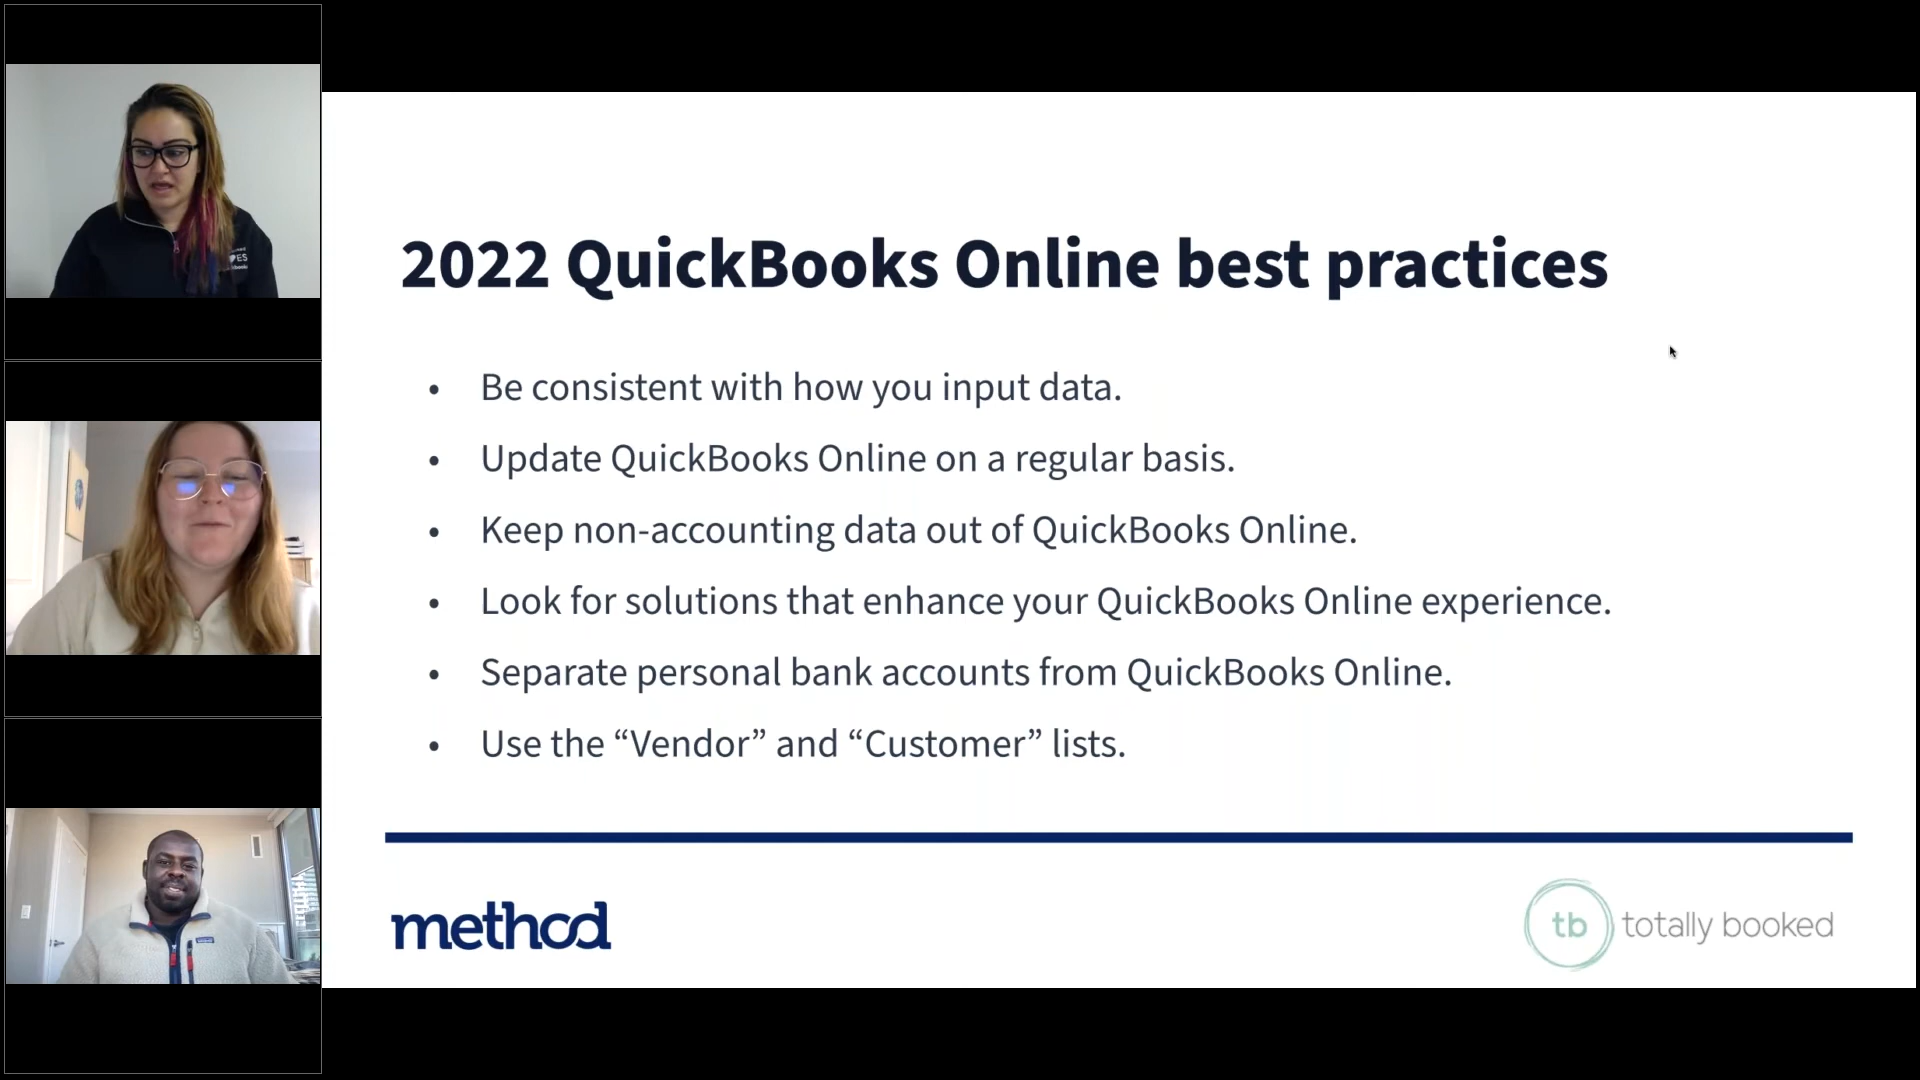 2022 QuickBooks Online best practices
• Be consistent with how you input data.
• Update QuickBooks Online on a regular basis.
• Keep non-accounting data out of QuickBooks Online.
• Look for solutions that enhance your QuickBooks Online experience.
• Separate personal bank accounts from QuickBooks Online.
• Use the “Vendor” and “Customer” lists.
method
tb totally booked